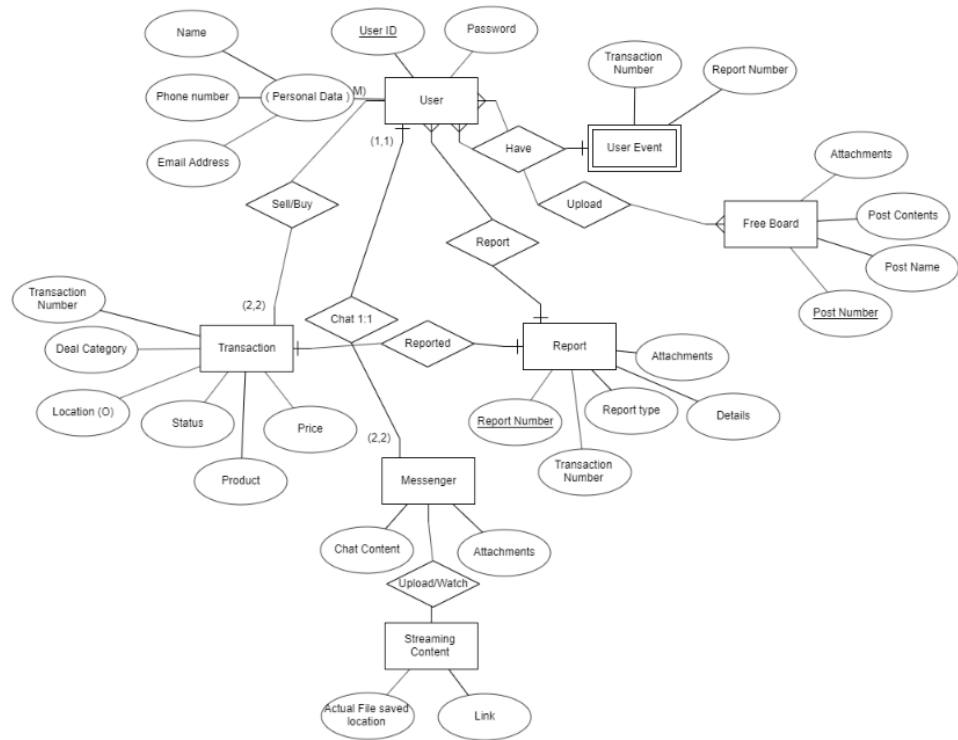 Name
User ID
Password
Transaction
Number
Report Number
Phone number
( Personal Data )
M)
User
(1,1)
Have
User Event
Email Address
Attachments
Sell/Buy
Upload
Post Contents
Free Board
Report
Post Name
Transaction
Number
(2,2)
Post Number
Chat 1:1
Deal Category
Transaction
Reported
Report
Attachments
Location (O)
Status
Price
Report Number
Report type
Details
(2,2)
Product
Transaction
Number
Messenger
Chat Content
Attachments
Upload/Watch
Streaming
Content
Actual File saved
location
Link